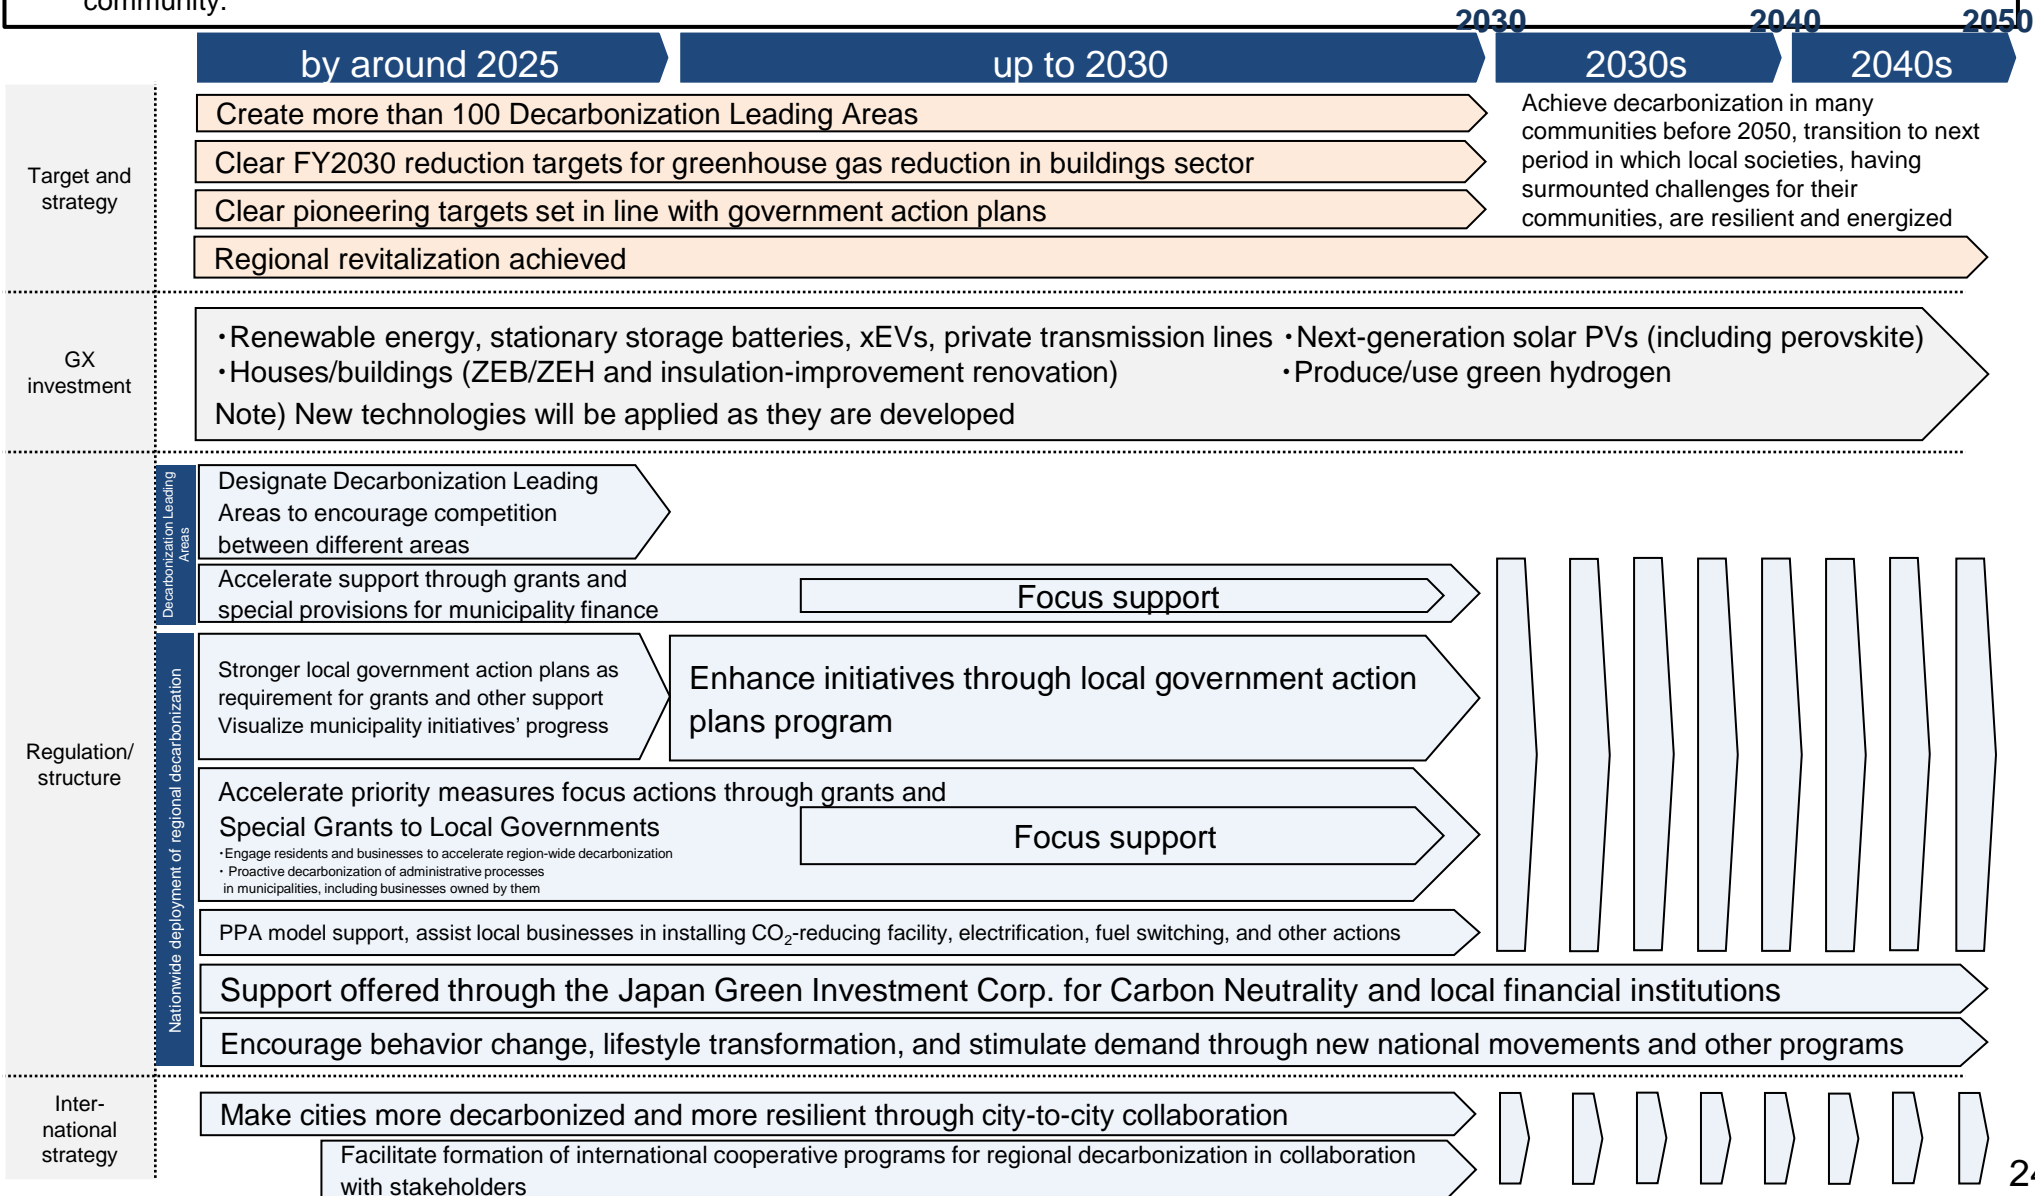 community.
2030 2040 2050
by around 2025 up to 2030 2030s 2040s
Target and
strategy
Create more than 100 Decarbonization Leading Areas
Clear FY2030 reduction targets for greenhouse gas reduction in buildings sector
Clear pioneering targets set in line with government action plans
Regional revitalization achieved
Achieve decarbonization in many
communities before 2050, transition to next
period in which local societies, having
surmounted challenges for their
communities, are resilient and energized
GX
investment
・Renewable energy, stationary storage batteries, xEVs, private transmission lines ・Next-generation solar PVs (including perovskite)
・Houses/buildings (ZEB/ZEH and insulation-improvement renovation) ・Produce/use green hydrogen
Note) New technologies will be applied as they are developed
Regulation/
structure
Decarbonization Leading
Areas
Designate Decarbonization Leading
Areas to encourage competition
between different areas
Accelerate support through grants and
special provisions for municipality finance
Focus support
Nationwide deployment of regional decarbonization
Stronger local government action plans as
requirement for grants and other support
Visualize municipality initiatives’ progress
Enhance initiatives through local government action
plans program
Accelerate priority measures focus actions through grants and
Special Grants to Local Governments
・Engage residents and businesses to accelerate region-wide decarbonization
・ Proactive decarbonization of administrative processes
in municipalities, including businesses owned by them
Focus support
PPA model support, assist local businesses in installing CO₂-reducing facility, electrification, fuel switching, and other actions
Support offered through the Japan Green Investment Corp. for Carbon Neutrality and local financial institutions
Encourage behavior change, lifestyle transformation, and stimulate demand through new national movements and other programs
Inter-
national
strategy
Make cities more decarbonized and more resilient through city-to-city collaboration
Facilitate formation of international cooperative programs for regional decarbonization in collaboration
with stakeholders
24